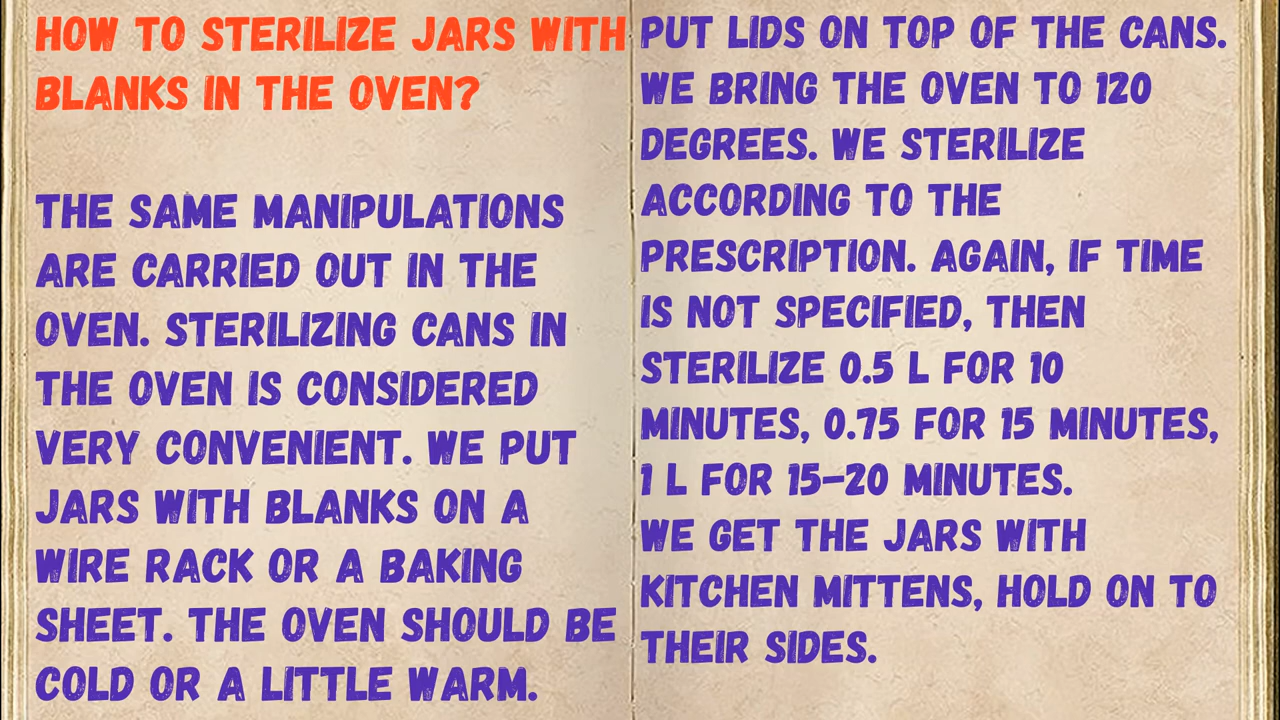 HOW TO STERILIZE JARS WITH
BLANKS IN THE OVEN?
THE SAME MANIPULATIONS
ARE CARRIED OUT IN THE
OVEN. STERILIZING CANS IN
THE OVEN IS CONSIDERED
VERY CONVENIENT. WE PUT
JARS WITH BLANKS ON A
WIRE RACK OR A BAKING
SHEET. THE OVEN SHOULD BE
COLD OR A LITTLE WARM.
PUT LIDS ON TOP OF THE CANS.
WE BRING THE OVEN TO 120
DEGREES. WE STERILIZE
ACCORDING TO THE
PRESCRIPTION. AGAIN, IF TIME
IS NOT SPECIFIED, THEN
STERILIZE 0.5 L FOR 10
MINUTES, 0.75 FOR 15 MINUTES,
1 L FOR 15–20 MINUTES.
WE GET THE JARS WITH
KITCHEN MITTENS, HOLD ON TO
THEIR SIDES.